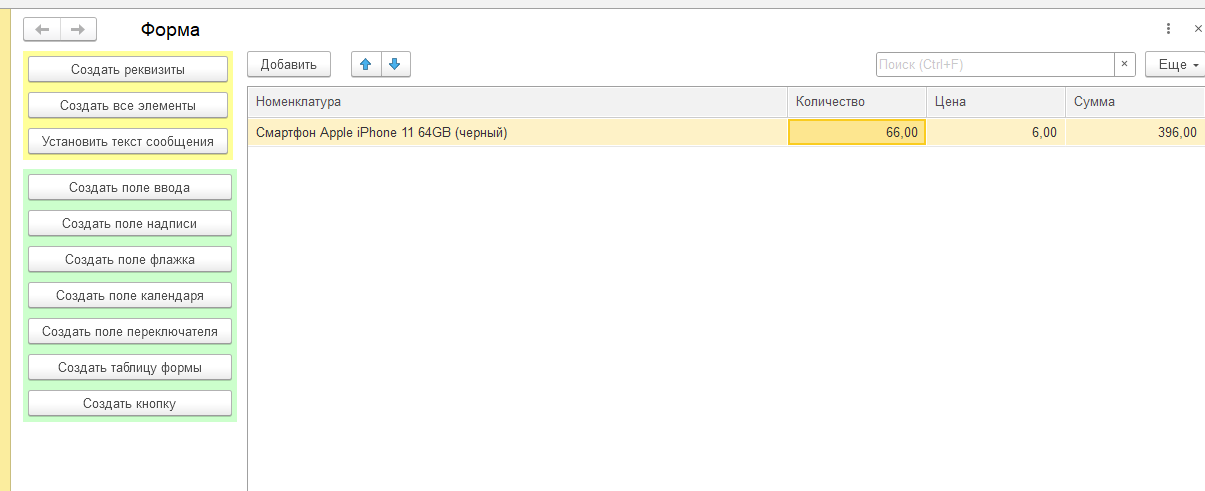 Форма
Создать реквизиты
Создать все элементы
Установить текст сообщения
Создать поле ввода
Создать поле надписи
Создать поле флажка
Создать поле календаря
Создать поле переключателя
Создать таблицу формы
Создать кнопку
Добавить
Поиск (Ctrl+F)
×
Еще
Номенклатура Количество Цена Сумма
Смартфон Apple iPhone 11 64GB (черный) 66,00 6,00 396,00